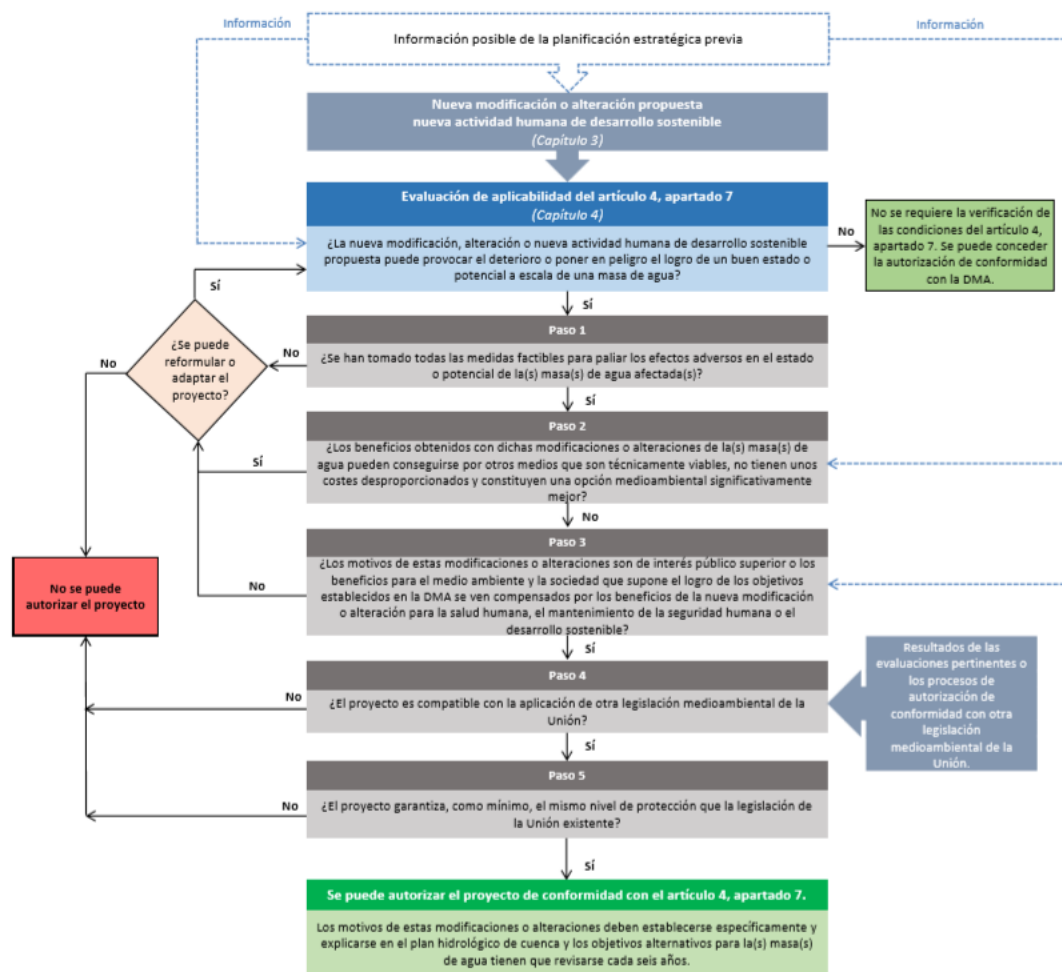 Información
Información
Información posible de la planificación estratégica previa
Nueva modificación o alteración propuesta
nueva actividad humana de desarrollo sostenible
(Capítulo 3)
Evaluación de aplicabilidad del artículo 4, apartado 7
(Capítulo 4)
¿La nueva modificación, alteración o nueva actividad humana de desarrollo sostenible
propuesta puede provocar el deterioro o poner en peligro el logro de un buen estado o
potencial a escala de una masa de agua?
No
No se requiere la verificación de
las condiciones del artículo 4,
apartado 7. Se puede conceder
la autorización de conformidad
con la DMA.
Sí
Sí
Paso 1
¿Se han tomado todas las medidas factibles para paliar los efectos adversos en el estado
o potencial de la(s) masa(s) de agua afectada(s)?
No
¿Se puede
reformular o
adaptar el
proyecto?
No
Sí
Paso 2
¿Los beneficios obtenidos con dichas modificaciones o alteraciones de la(s) masa(s) de
agua pueden conseguirse por otros medios que son técnicamente viables, no tienen unos
costes desproporcionados y constituyen una opción medioambiental significativamente
mejor?
Sí
No
Paso 3
¿Los motivos de estas modificaciones o alteraciones son de interés público superior o los
beneficios para el medio ambiente y la sociedad que supone el logro de los objetivos
establecidos en la DMA se ven compensados por los beneficios de la nueva modificación
o alteración para la salud humana, el mantenimiento de la seguridad humana o el
desarrollo sostenible?
No
No se puede
autorizar el proyecto
Sí
Paso 4
¿El proyecto es compatible con la aplicación de otra legislación medioambiental de la
Unión?
No
Resultados de las
evaluaciones pertinentes o
los procesos de
autorización de
conformidad con otra
legislación
medioambiental de la
Unión.
Sí
Paso 5
¿El proyecto garantiza, como mínimo, el mismo nivel de protección que la legislación de
la Unión existente?
No
Sí
Se puede autorizar el proyecto de conformidad con el artículo 4, apartado 7.
Los motivos de estas modificaciones o alteraciones deben establecerse específicamente y
explicarse en el plan hidrológico de cuenca y los objetivos alternativos para la(s) masa(s)
de agua tienen que revisarse cada seis años.